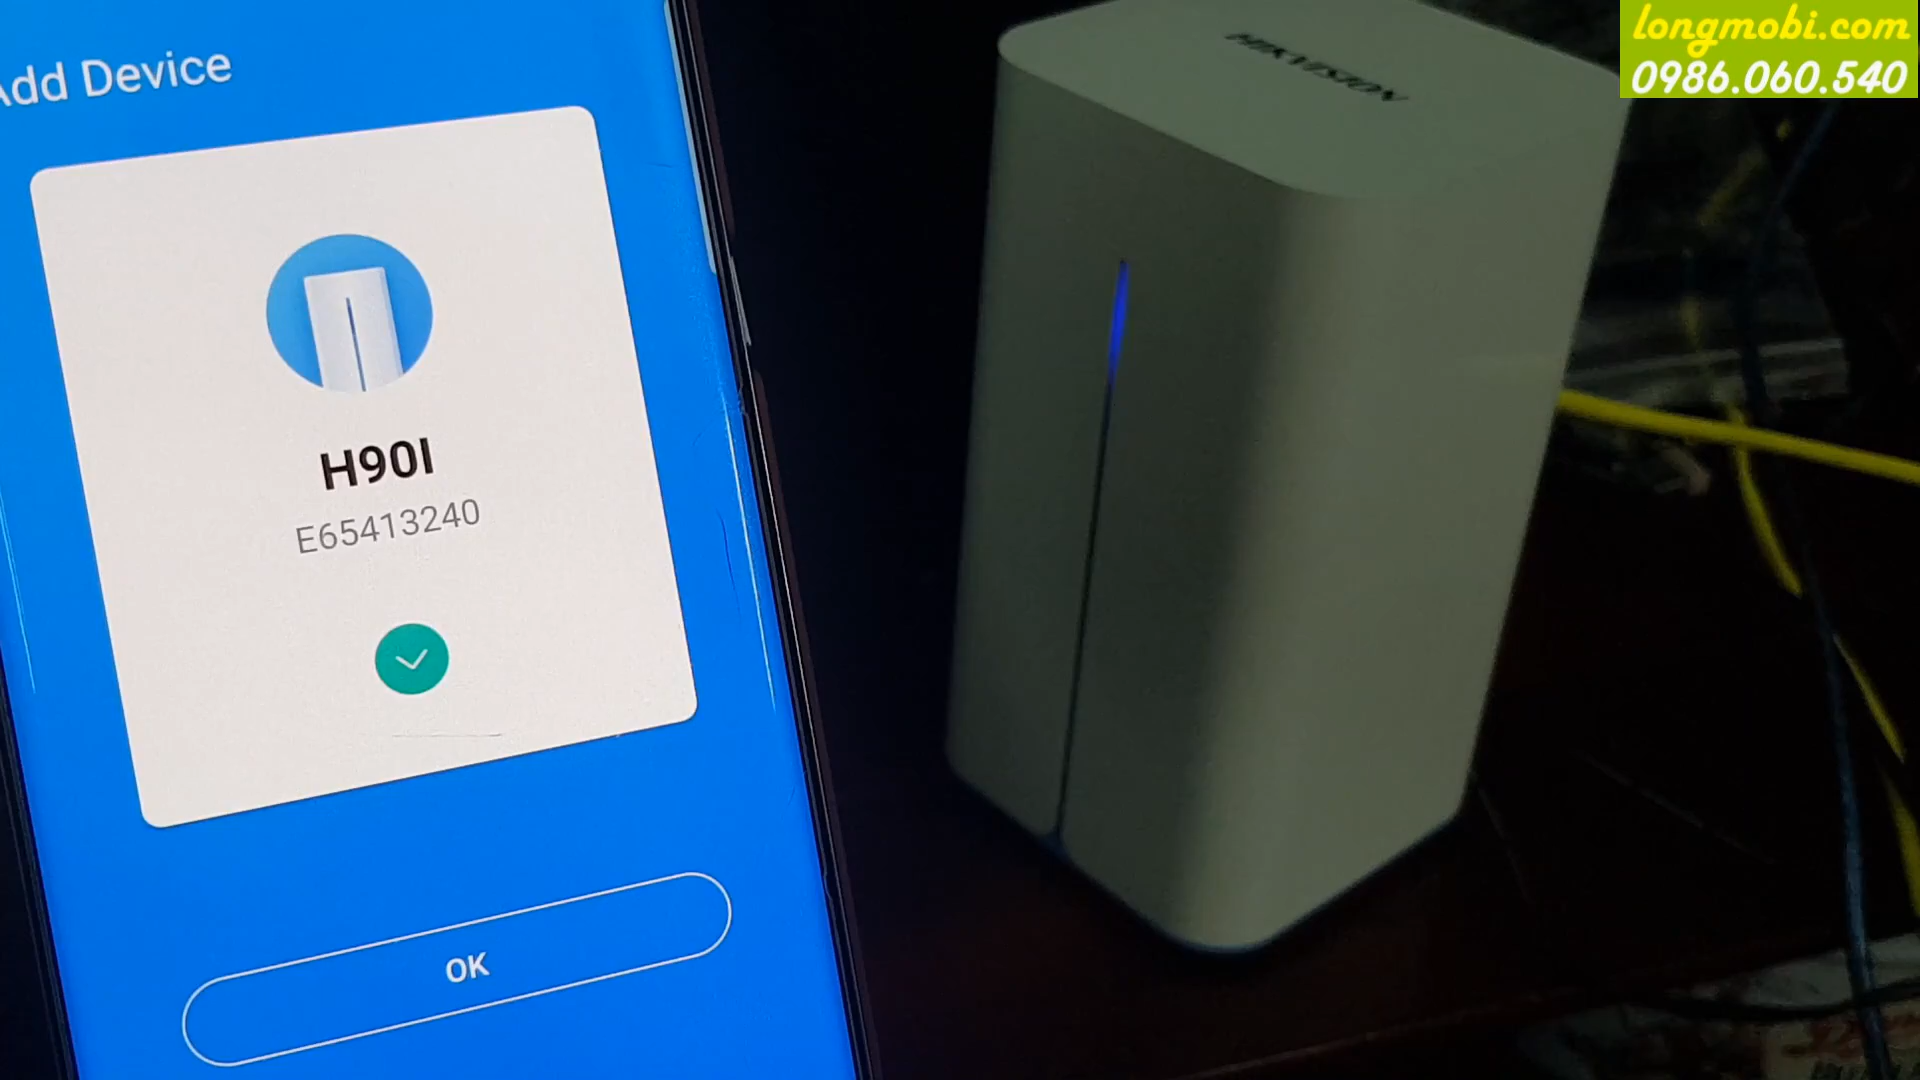 longmobi.com
0986.060.540
Add Device
HIKVISION
H90I
E65413240
OK